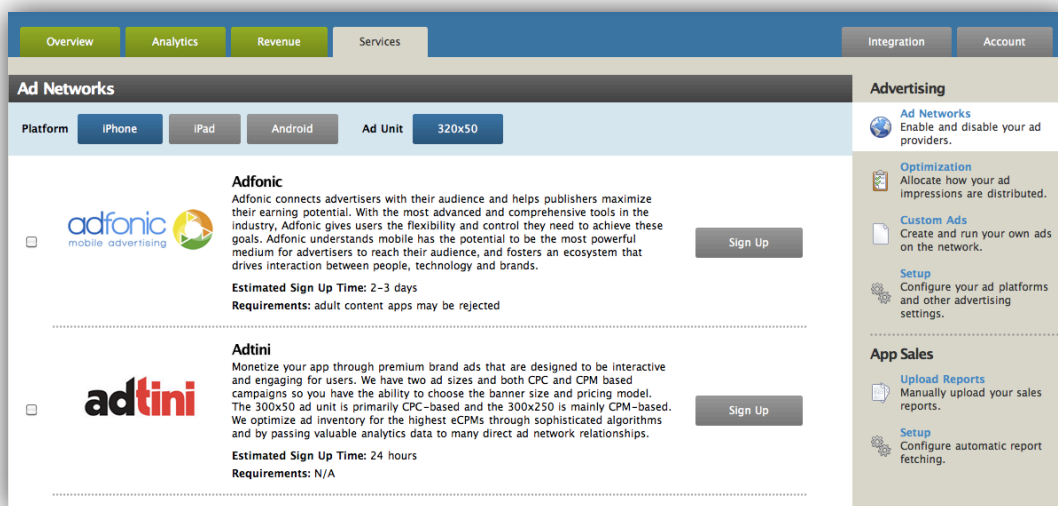 Overview Analytics Revenue Services Integration Account
Ad Networks
Platform iPhone iPad Android Ad Unit 320x50
adfonic
mobile advertising
Adfonic
Adfonic connects advertisers with their audience and helps publishers maximize
their earning potential. With the most advanced and comprehensive tools in the
industry, Adfonic gives users the flexibility and control they need to achieve these
goals. Adfonic understands mobile has the potential to be the most powerful
medium for advertisers to reach their audience, and fosters an ecosystem that
drives interaction between people, technology and brands.
Estimated Sign Up Time: 2-3 days
Requirements: adult content apps may be rejected
Sign Up
adtini
Adtini
Monetize your app through premium brand ads that are designed to be interactive
and engaging for users. We have two ad sizes and both CPC and CPM based
campaigns so you have the ability to choose the banner size and pricing model.
The 300x50 ad unit is primarily CPC-based and the 300x250 is mainly CPM-based.
We optimize ad inventory for the highest eCPMs through sophisticated algorithms
and by passing valuable analytics data to many direct ad network relationships.
Estimated Sign Up Time: 24 hours
Requirements: N/A
Sign Up
Advertising
Ad Networks
Enable and disable your ad
providers.
Optimization
Allocate how your ad
impressions are distributed.
Custom Ads
Create and run your own ads
on the network.
Setup
Configure your ad platforms
and other advertising
settings.
App Sales
Upload Reports
Manually upload your sales
reports.
Setup
Configure automatic report
fetching.